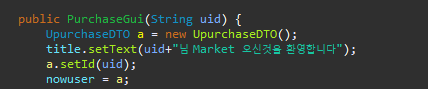 public PurchaseGui(String uid) {
UpurchaseDTO a = new UpurchaseDTO();
title.setText(uid+"님 Market 오신것을 환영합니다");
a.setId(uid);
nowuser = a;